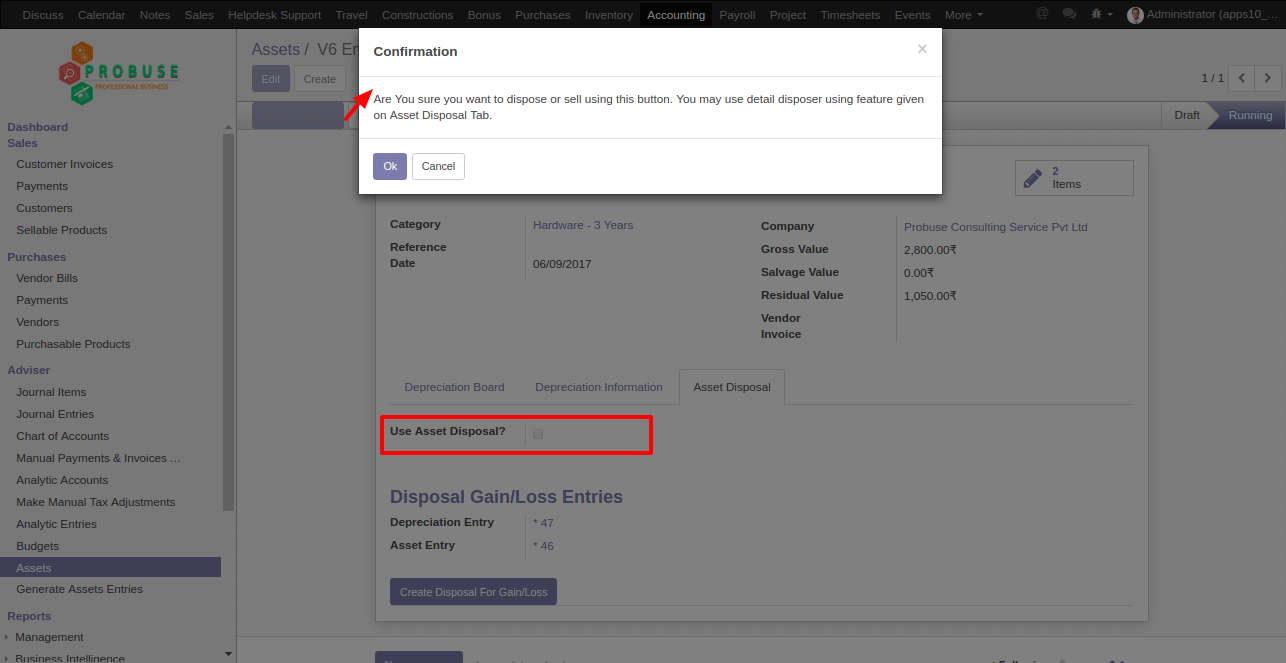 Discuss Calendar Notes Sales Helpdesk Support Travel Constructions Bonus Purchases Inventory Accounting Payroll Project Timesheets Events More @ Administrator (apps10_...
PROBUSE
PROFESSIONAL BUSINESS
Dashboard
Sales
Customer Invoices
Payments
Customers
Sellable Products
Purchases
Vendor Bills
Payments
Vendors
Purchasable Products
Adviser
Journal Items
Journal Entries
Chart of Accounts
Manual Payments & Invoices ...
Analytic Accounts
Make Manual Tax Adjustments
Analytic Entries
Budgets
Assets
Generate Assets Entries
Reports
Management
Business Intelligence
Assets / V6 En
Edit Create
1 / 1
Draft Running
Confirmation ×
Are You sure you want to dispose or sell using this button. You may use detail disposer using feature given
on Asset Disposal Tab.
Ok Cancel
2
Items
Category Hardware - 3 Years
Reference
Date 06/09/2017
Company Probuse Consulting Service Pvt Ltd
Gross Value 2,800.00₹
Salvage Value 0.00₹
Residual Value 1,050.00₹
Vendor
Invoice
Depreciation Board Depreciation Information Asset Disposal
Use Asset Disposal?
Disposal Gain/Loss Entries
Depreciation Entry * 47
Asset Entry * 46
Create Disposal For Gain/Loss